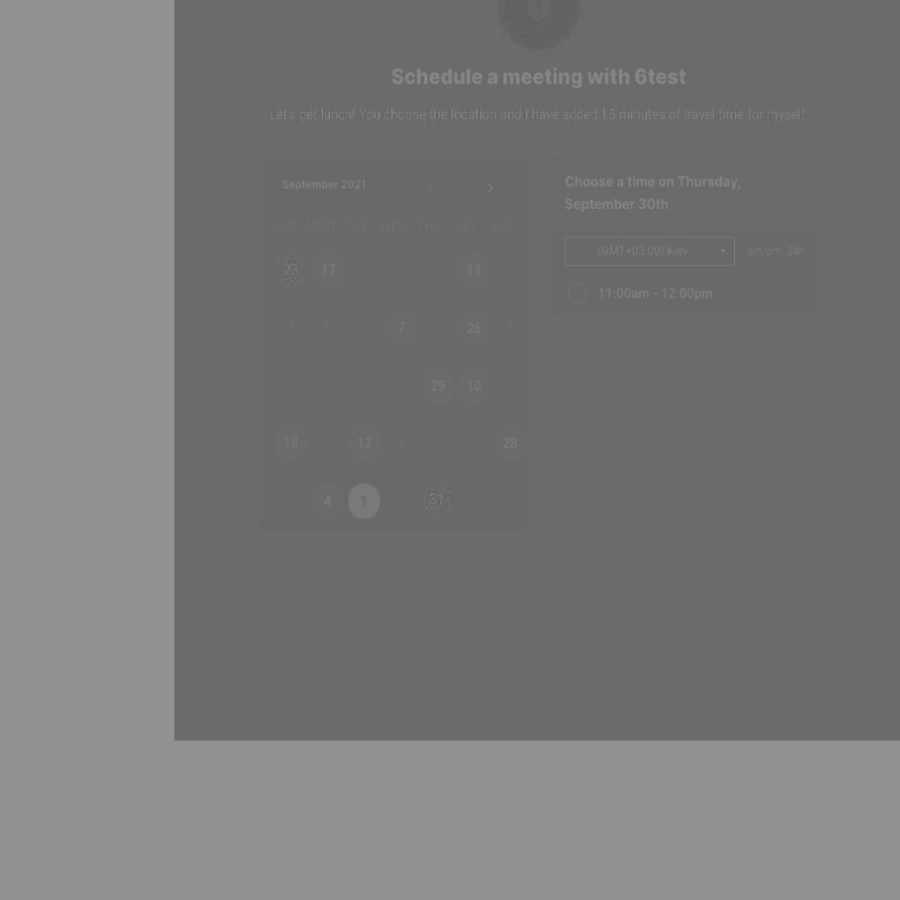 Schedule a meeting with 6test
Let's get lunch! You choose the location and I have added 15 minutes of travel time for myself.
September 2021
SUN MON TUE WED THU FRI SAT
23 17 19
5 7 26 5
29 10
18 12 28
4 1 21
Choose a time on Thursday,
September 30th
(GMT+03:00) Kiev am/pm 24h
11:00am - 12:00pm